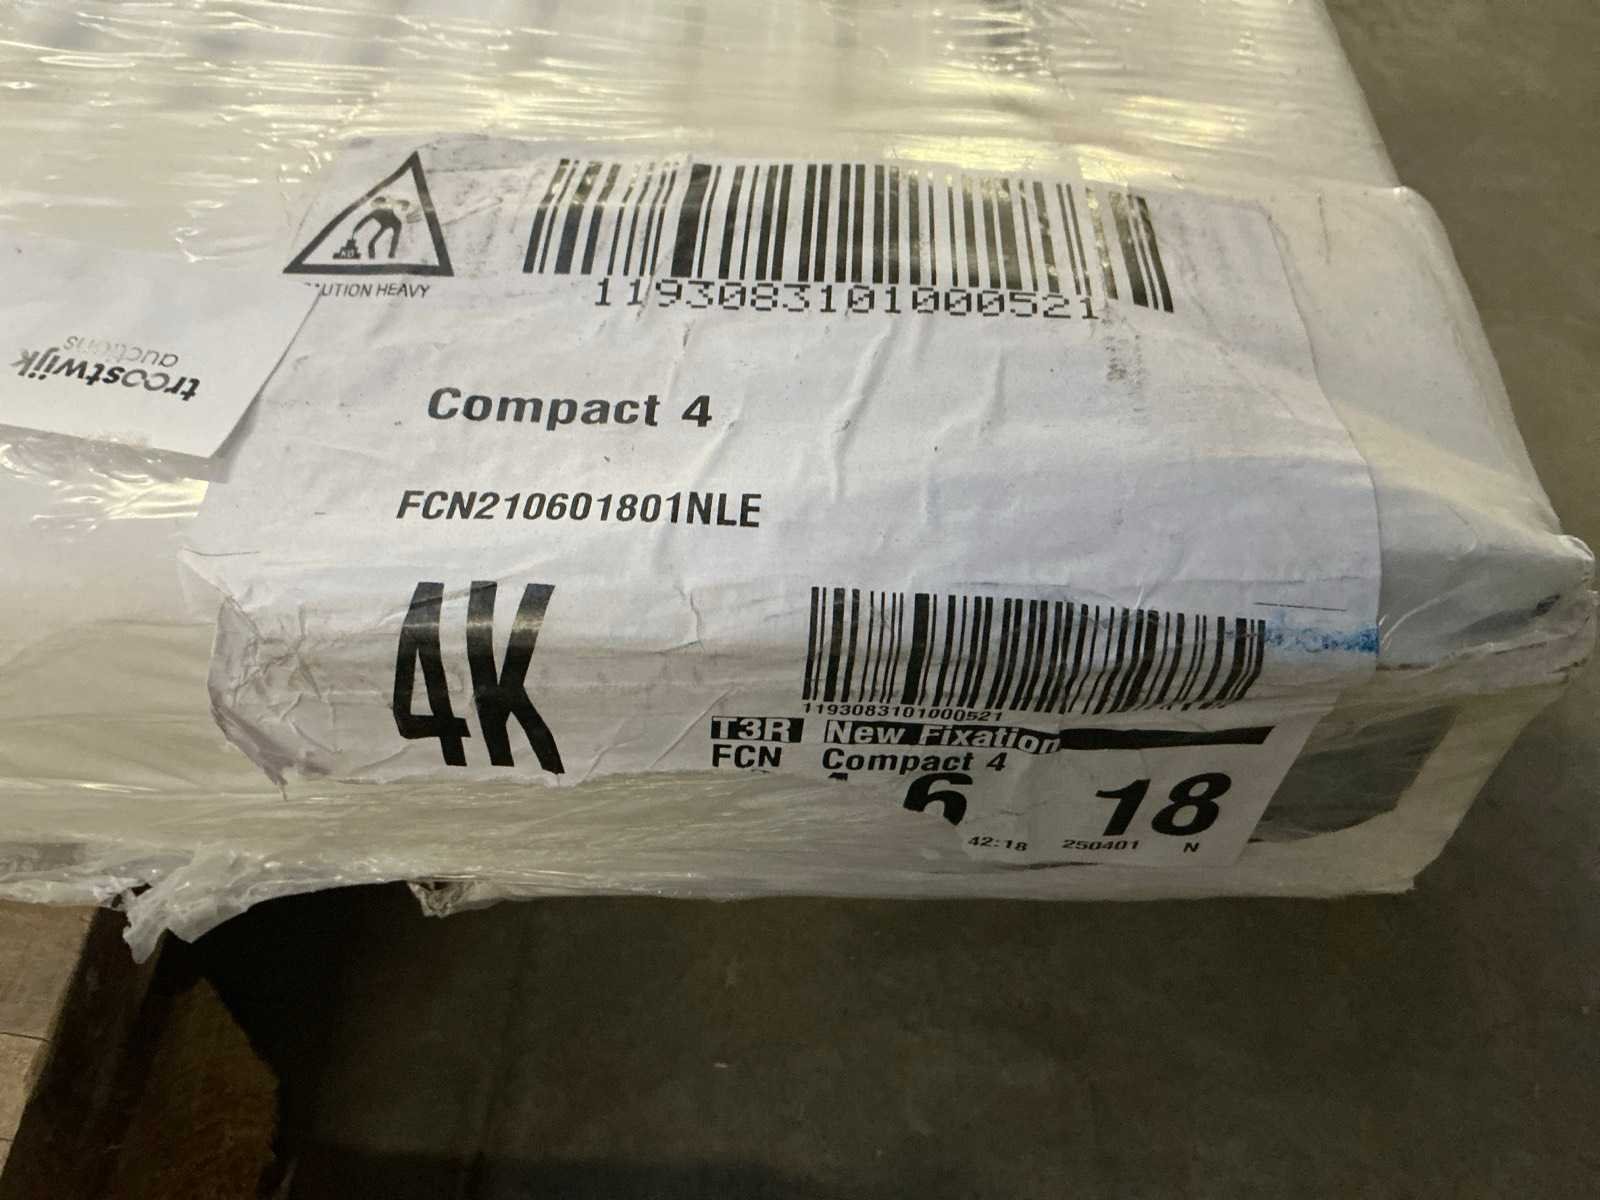 KG
CAUTION HEAVY
1193083101000521
troostwijk
auctions
Compact 4
FCN210601801NLE
4K
1193083101000521
T3R New Fixation
FCN Compact 4
6 18
42:18 250401 N